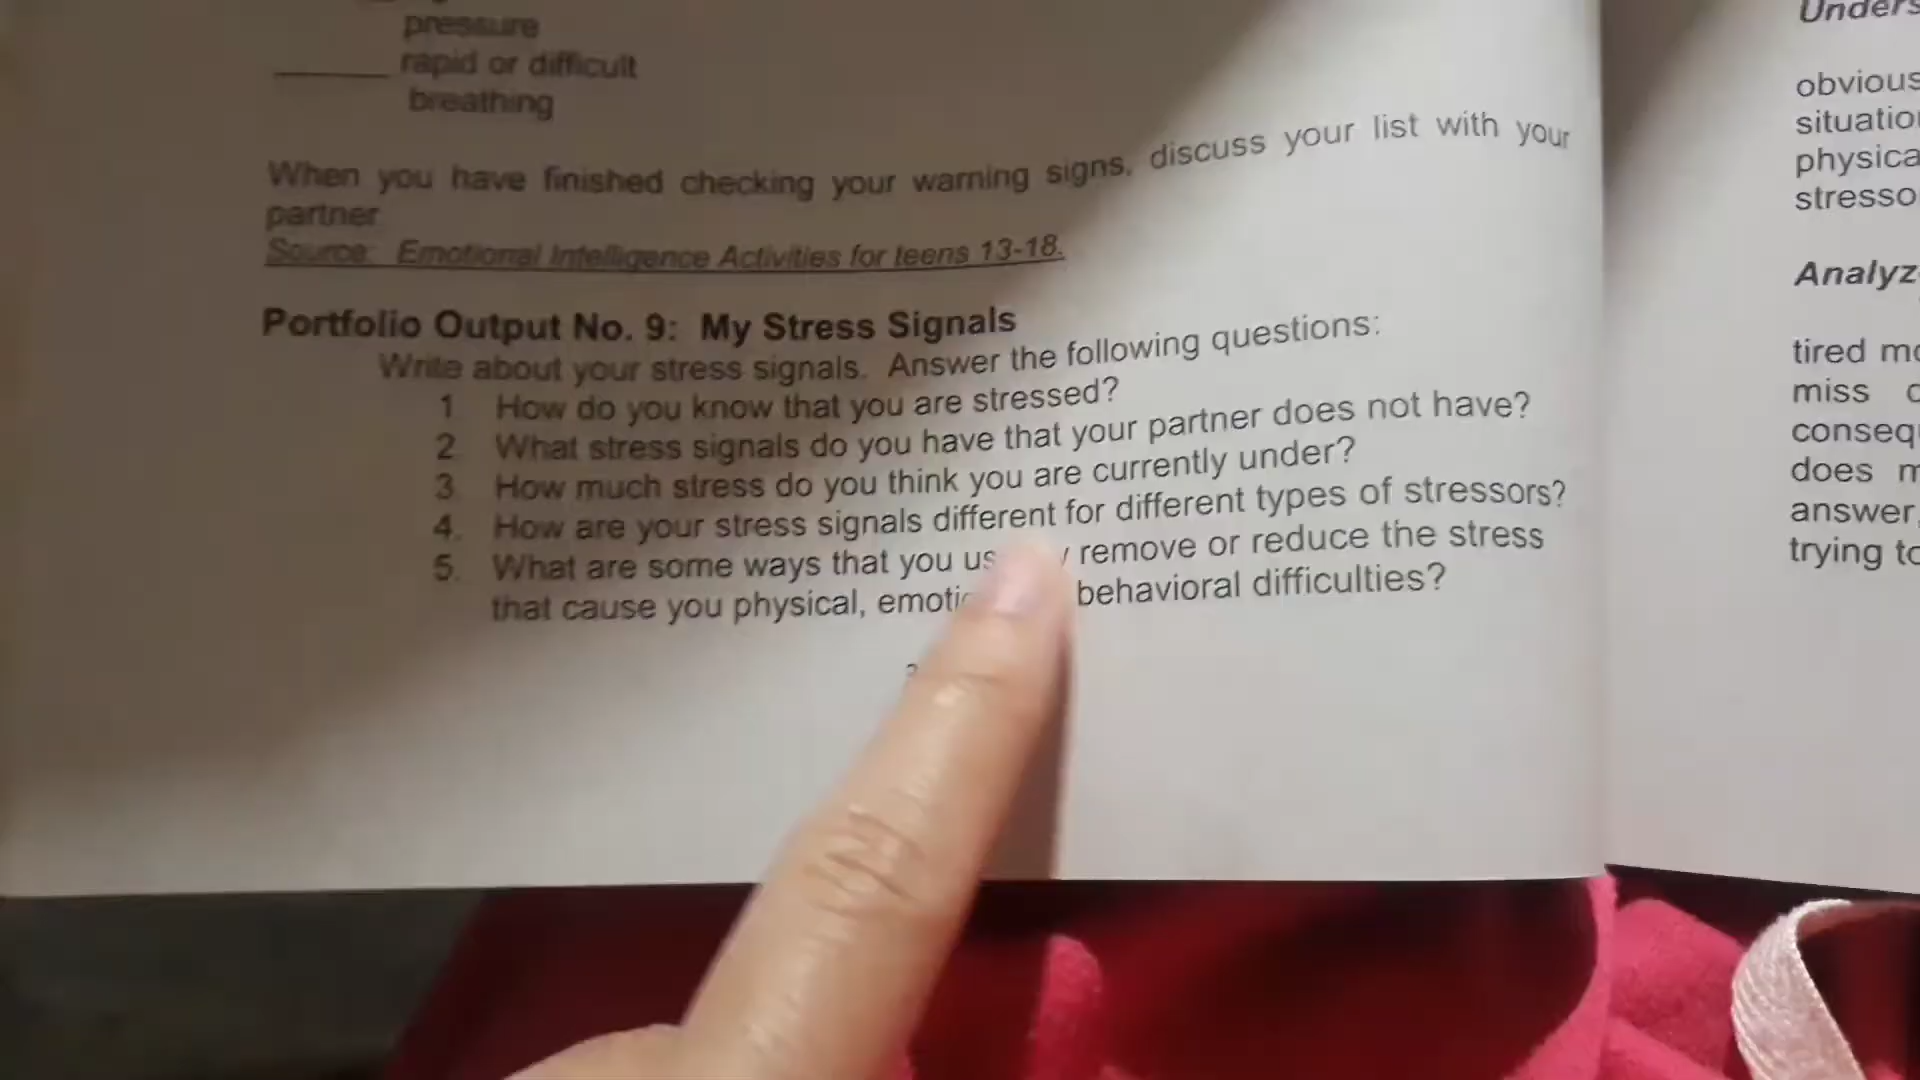 pressure
______ rapid or difficult
breathing
When you have finished checking your warning signs, discuss your list with your
partner
Source: Emotional Intelligence Activities for teens 13-18.
Portfolio Output No. 9: My Stress Signals
Write about your stress signals. Answer the following questions:
1. How do you know that you are stressed?
2. What stress signals do you have that your partner does not have?
3. How much stress do you think you are currently under?
4. How are your stress signals different for different types of stressors?
5. What are some ways that you remove or reduce the stress
that cause you physical, behavioral difficulties?
obvious
physica
stresso
Analyz
tired
miss
does
answer,
trying